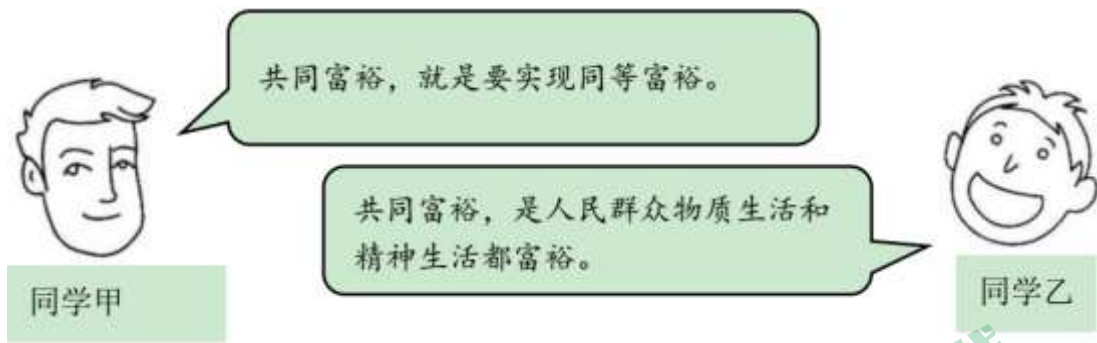 共同富裕，就是要实现同等富裕。
共同富裕，是人民群众物质生活和
精神生活都富裕。
同学甲
同学乙